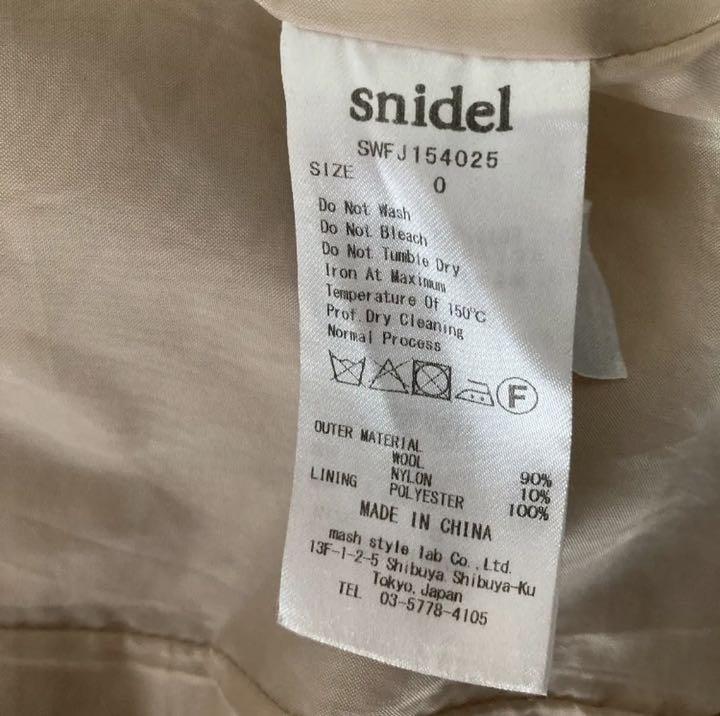 snidel
SWFJ154025
SIZE 0
Do Not Wash
Do Not Bleach
Do Not Tumble Dry
Iron At Maximum
Temperature Of 150℃
Prof.Dry Cleaning
Normal Process
F
OUTER MATERIAL
WOOL 90%
NYLON 10%
LINING POLYESTER 100%
MADE IN CHINA
mash style lab Co.,Ltd.
13F-1-2-5 Shibuya Shibuya-Ku
Tokyo, Japan
TEL 03-5778-4105